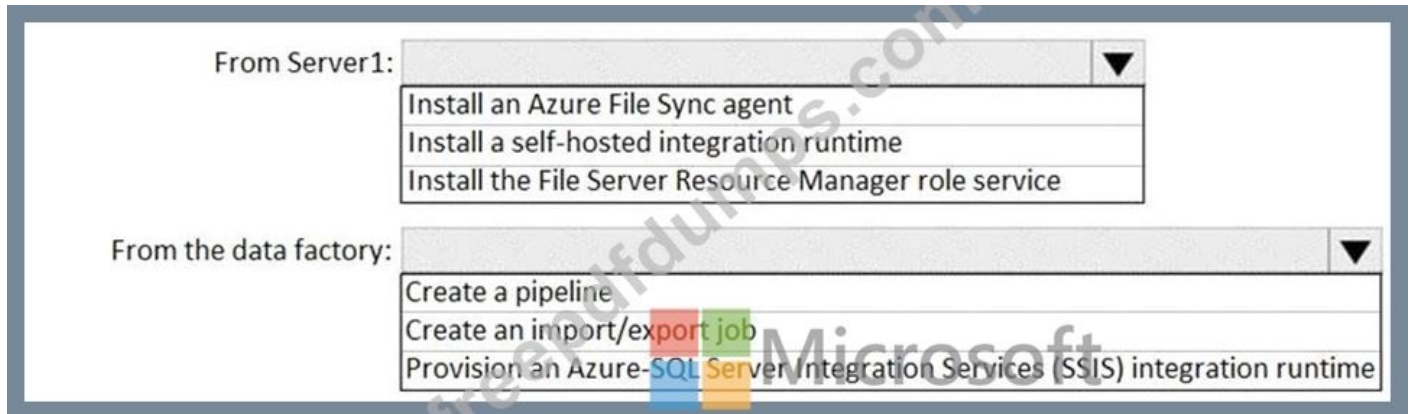 From Server1:
Install an Azure File Sync agent
Install a self-hosted integration runtime
Install the File Server Resource Manager role service
From the data factory:
Create a pipeline
Create an import/export job
Provision an Azure-SQL Server Integration Services (SSIS) integration runtime
Microsoft
freepdfdumps.com